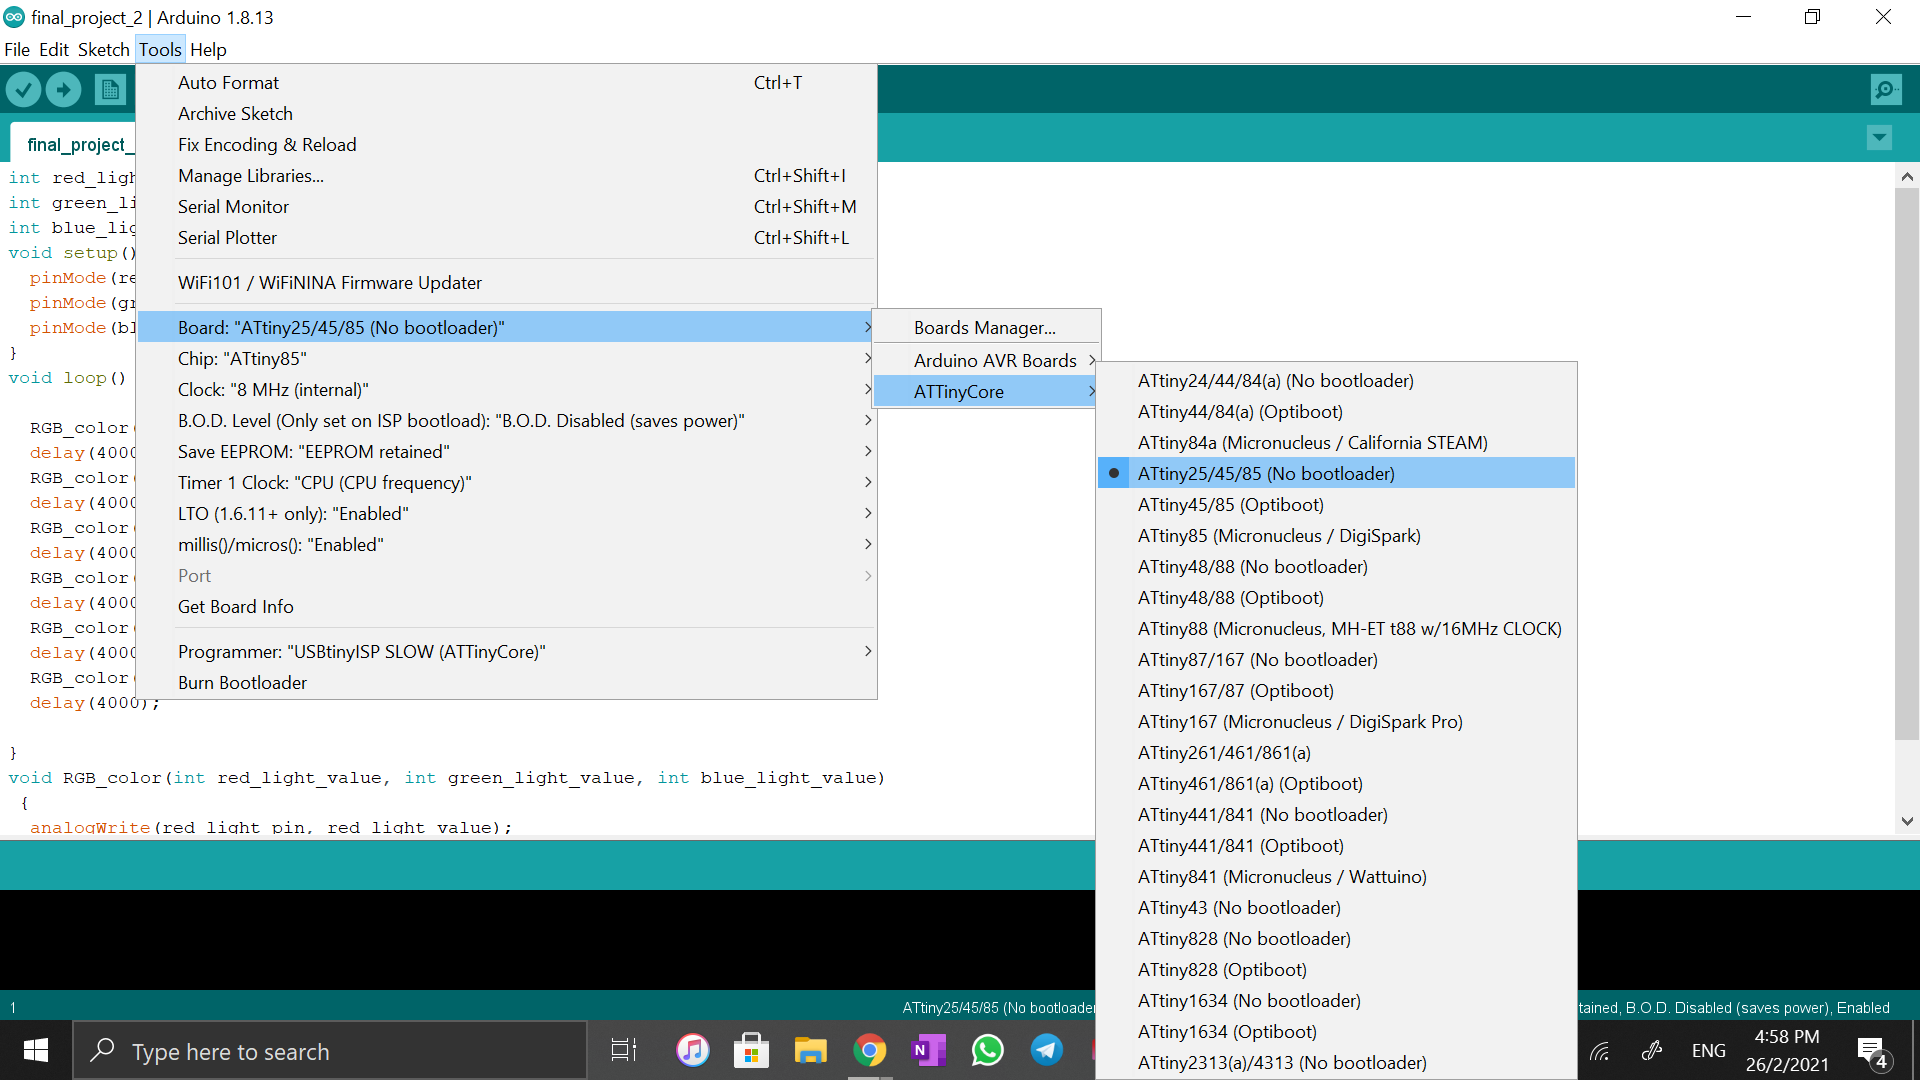 final_project_2 | Arduino 1.8.13
File Edit Sketch Tools Help
final_project_
Auto Format Ctrl+T
Archive Sketch
Fix Encoding & Reload
Manage Libraries... Ctrl+Shift+I
Serial Monitor Ctrl+Shift+M
Serial Plotter Ctrl+Shift+L
WiFi101 / WiFiNINA Firmware Updater
Board: "ATtiny25/45/85 (No bootloader)"
Chip: "ATtiny85"
Clock: "8 MHz (internal)"
B.O.D. Level (Only set on ISP bootload): "B.O.D. Disabled (saves power)"
Save EEPROM: "EEPROM retained"
Timer 1 Clock: "CPU (CPU frequency)"
LTO (1.6.11+ only): "Enabled"
millis()/micros(): "Enabled"
Port
Get Board Info
Programmer: "USBtinyISP SLOW (ATTinyCore)"
Burn Bootloader
Boards Manager...
Arduino AVR Boards
ATTinyCore
ATtiny24/44/84(a) (No bootloader)
ATtiny44/84(a) (Optiboot)
ATtiny84a (Micronucleus / California STEAM)
ATtiny25/45/85 (No bootloader)
ATtiny45/85 (Optiboot)
ATtiny85 (Micronucleus / DigiSpark)
ATtiny48/88 (No bootloader)
ATtiny48/88 (Optiboot)
ATtiny88 (Micronucleus, MH-ET t88 w/16MHz CLOCK)
ATtiny87/167 (No bootloader)
ATtiny167/87 (Optiboot)
ATtiny167 (Micronucleus / DigiSpark Pro)
ATtiny261/461/861(a)
ATtiny461/861(a) (Optiboot)
ATtiny441/841 (No bootloader)
ATtiny441/841 (Optiboot)
ATtiny841 (Micronucleus / Wattuino)
ATtiny43 (No bootloader)
ATtiny828 (No bootloader)
ATtiny828 (Optiboot)
ATtiny1634 (No bootloader)
ATtiny1634 (Optiboot)
ATtiny2313(a)/4313 (No bootloader)
int red_ligh
int green_li
int blue_lig
void setup()
pinMode(re
pinMode(gr
pinMode(bl
}
void loop()
RGB_color(
delay(4000
RGB_color(
delay(4000
RGB_color(
delay(4000
RGB_color(
delay(4000
RGB_color(
delay(4000
RGB_color(
delay(4000);
}
void RGB_color(int red_light_value, int green_light_value, int blue_light_value)
{
analogWrite(red_light_pin, red_light_value);
1
ATtiny25/45/85 (No bootloader
tained, B.O.D. Disabled (saves power), Enabled
Type here to search
N
ENG
4:58 PM
26/2/2021
4